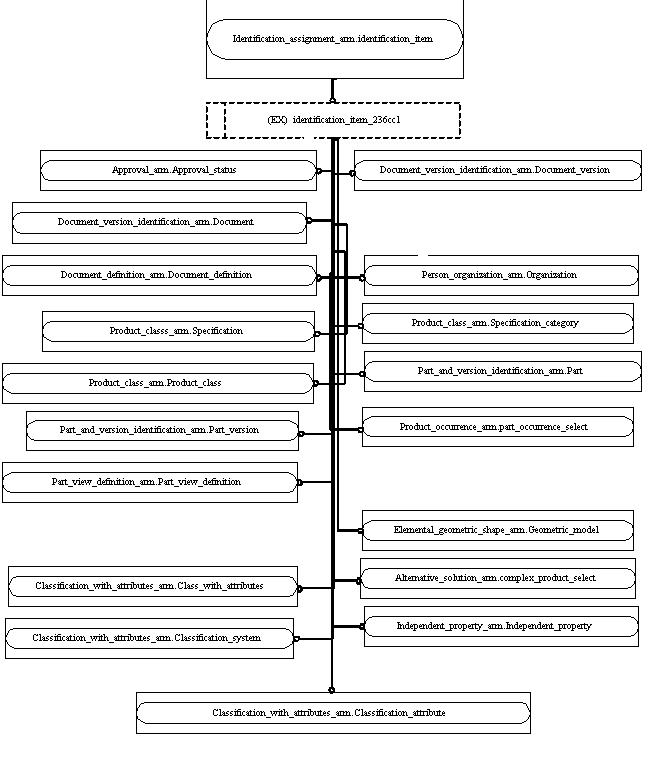 Identification_assignment_arm.identification_item
(EX) identification_item_236cc1
Approval_arm.Approval_status
Document_version_identification_arm.Document_version
Document_version_identification_arm.Document
Document_definition_arm.Document_definition
Person_organization_arm.Organization
Product_classs_arm.Specification
Product_class_arm.Specification_category
Product_class_arm.Product_class
Part_and_version_identification_arm.Part
Part_and_version_identification_arm.Part_version
Product_occurrence_arm.part_occurrence_select
Part_view_definition_arm.Part_view_definition
Elemental_geometric_shape_arm.Geometric_model
Classification_with_attributes_arm.Class_with_attributes
Alternative_solution_arm.complex_product_select
Classification_with_attributes_arm.Classification_system
Independent_property_arm.Independent_property
Classification_with_attributes_arm.Classification_attribute